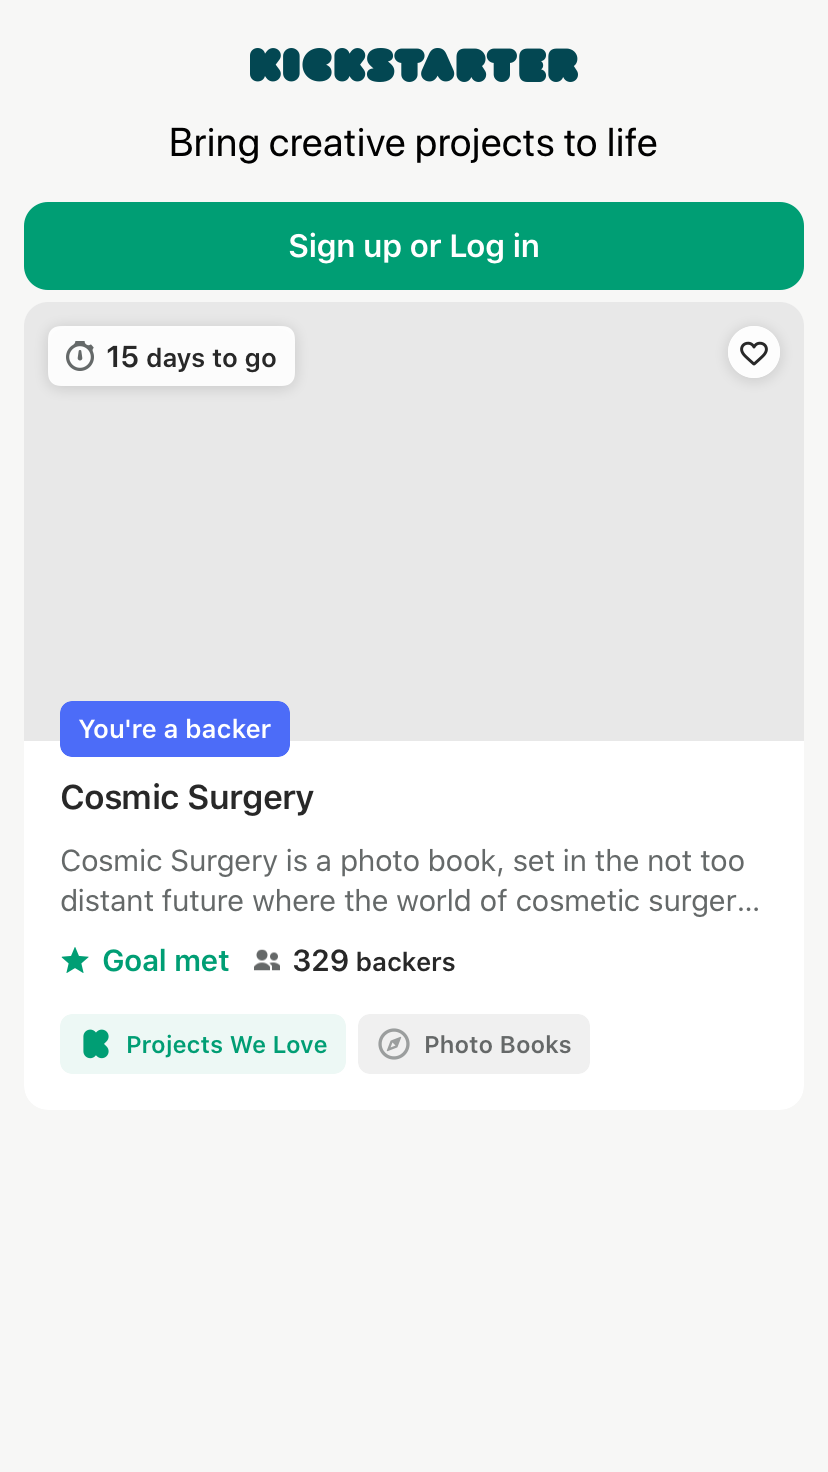 KICKSTARTER
Bring creative projects to life
Sign up or Log in
15 days to go
You're a backer
Cosmic Surgery
Cosmic Surgery is a photo book, set in the not too
distant future where the world of cosmetic surger...
Goal met 329 backers
Projects We Love Photo Books